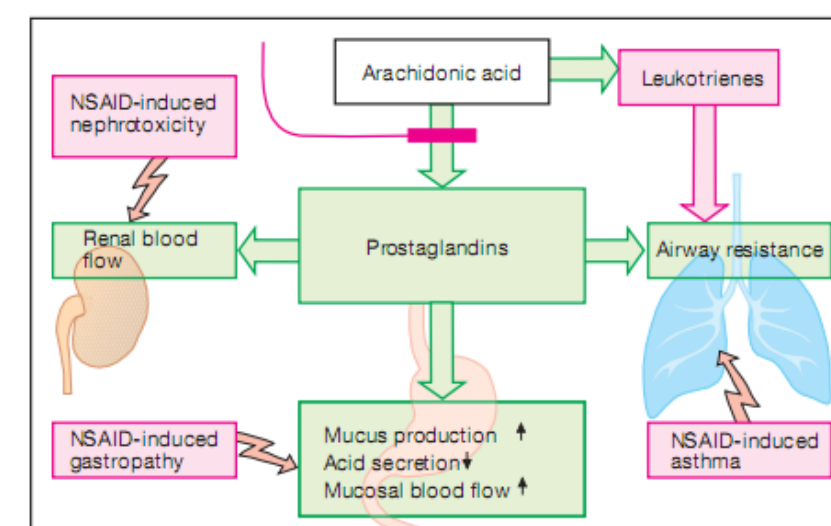 Arachidonic acid
Leukotrienes
NSAID-induced
nephrotoxicity
Renal blood
flow
Prostaglandins
Airway resistance
NSAID-induced
gastropathy
Mucus production
Acid secretion
Mucosal blood flow
NSAID-induced
asthma